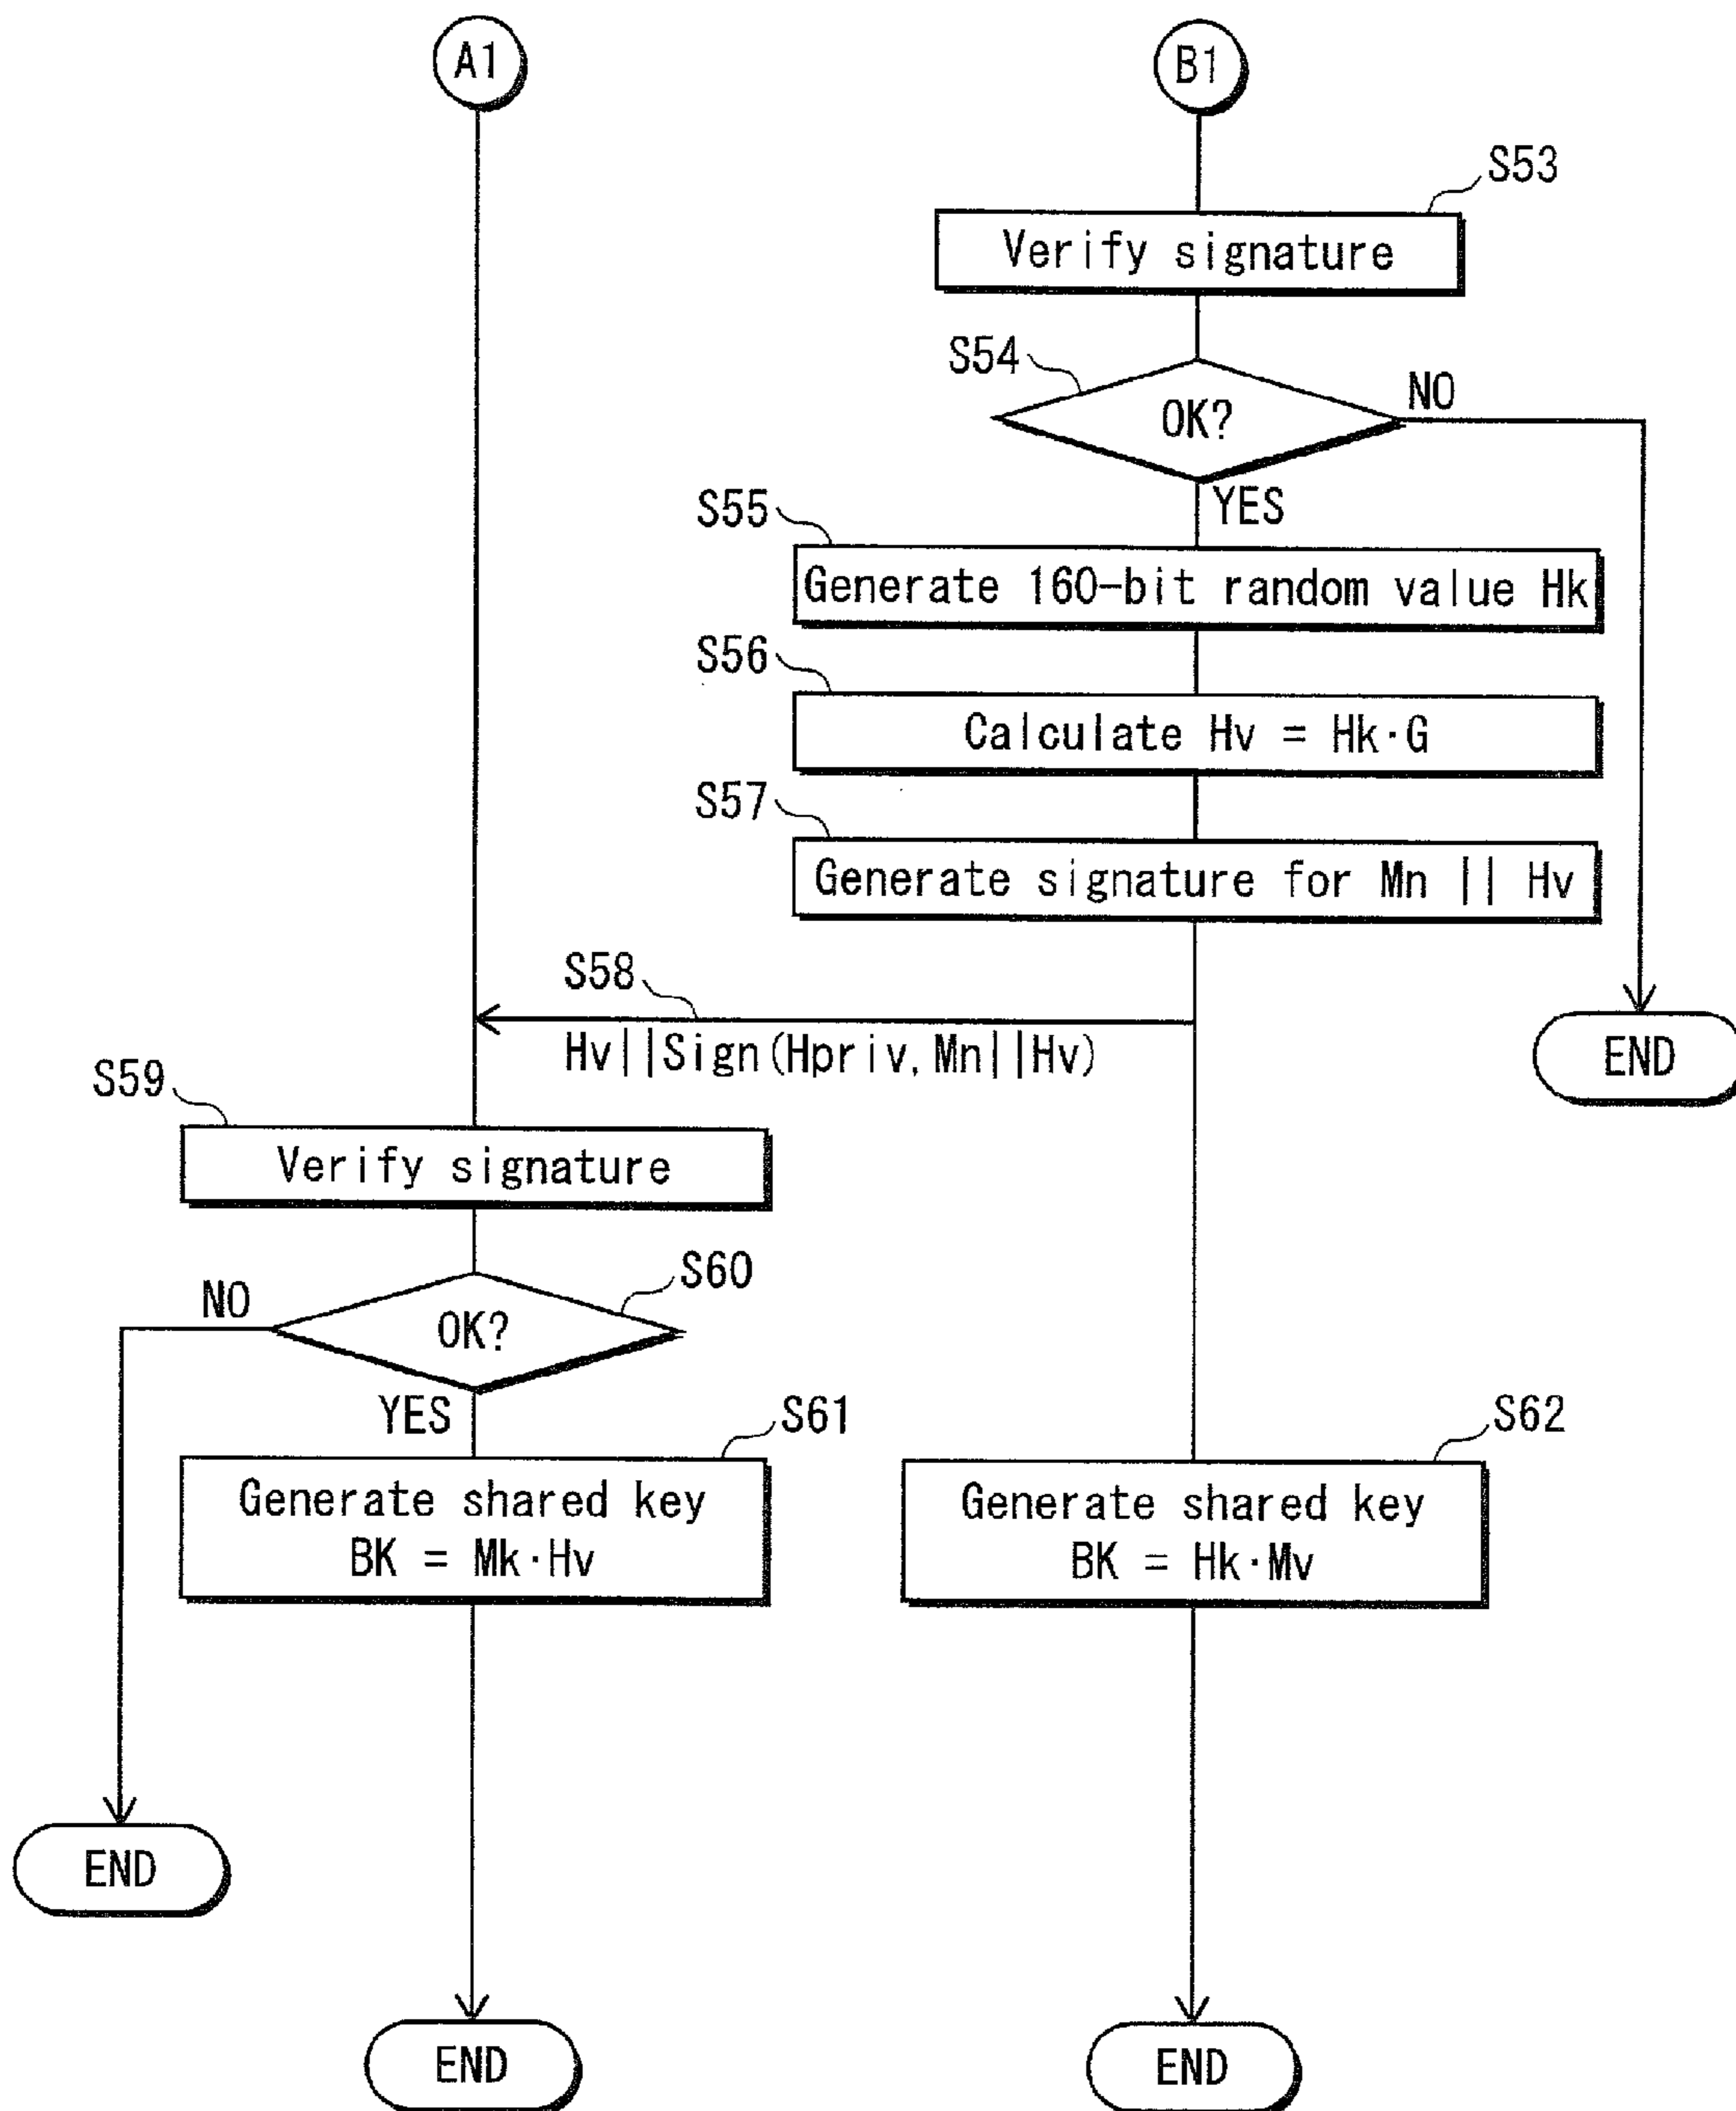 A1
B1
S53
Verify signature
S54
OK?
NO
YES
S55
Generate 160-bit random value Hk
S56
Calculate Hv = Hk·G
S57
Generate signature for Mn || Hv
S58
Hv||Sign(Hpriv, Mn||Hv)
END
S59
Verify signature
S60
NO
OK?
YES
S61
Generate shared key
BK = Mk·Hv
S62
Generate shared key
BK = Hk·Mv
END
END
END